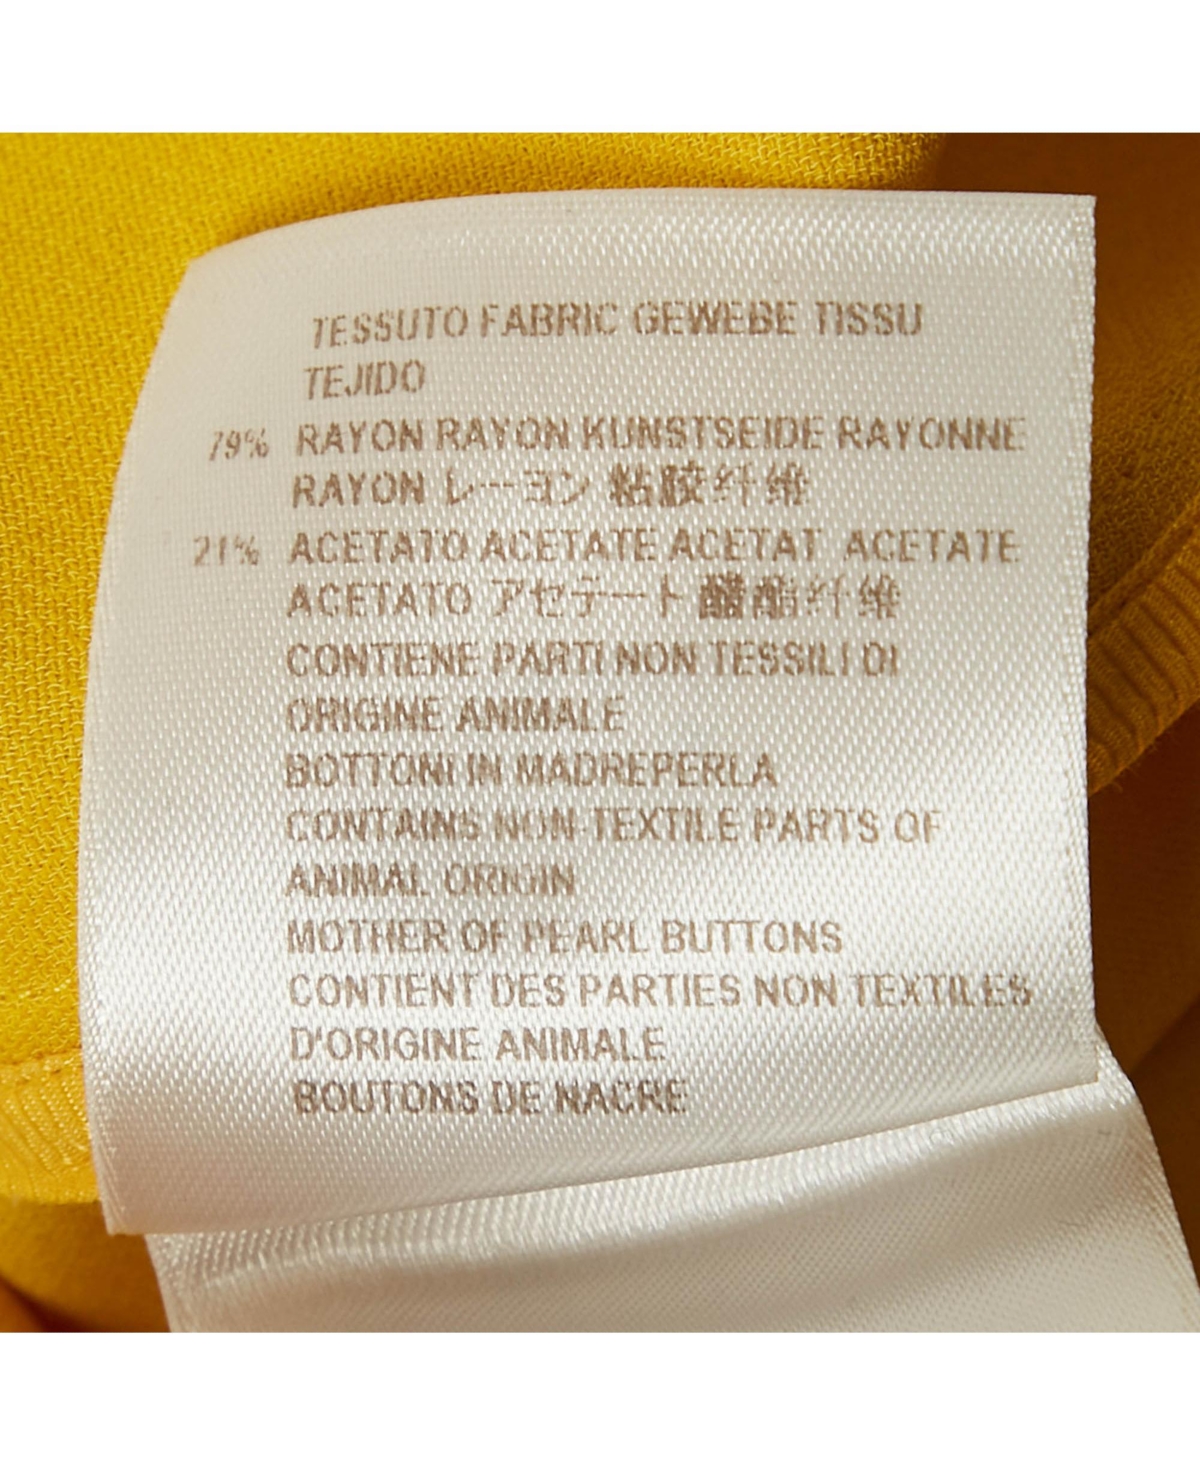 TESSUTO FABRIC GEWEBE TISSU
TEJIDO
79% RAYON RAYON KUNSTSEIDE RAYONNE
RAYON レーヨン 粘胶纤维
21% ACETATO ACETATE ACETAT ACETATE
ACETATO アセテート 醋酯纤维
CONTIENE PARTI NON TESSILI DI
ORIGINE ANIMALE
BOTTONI IN MADREPERLA
CONTAINS NON-TEXTILE PARTS OF
ANIMAL ORIGIN
MOTHER OF PEARL BUTTONS
CONTIENT DES PARTIES NON TEXTILES
D'ORIGINE ANIMALE
BOUTONS DE NACRE